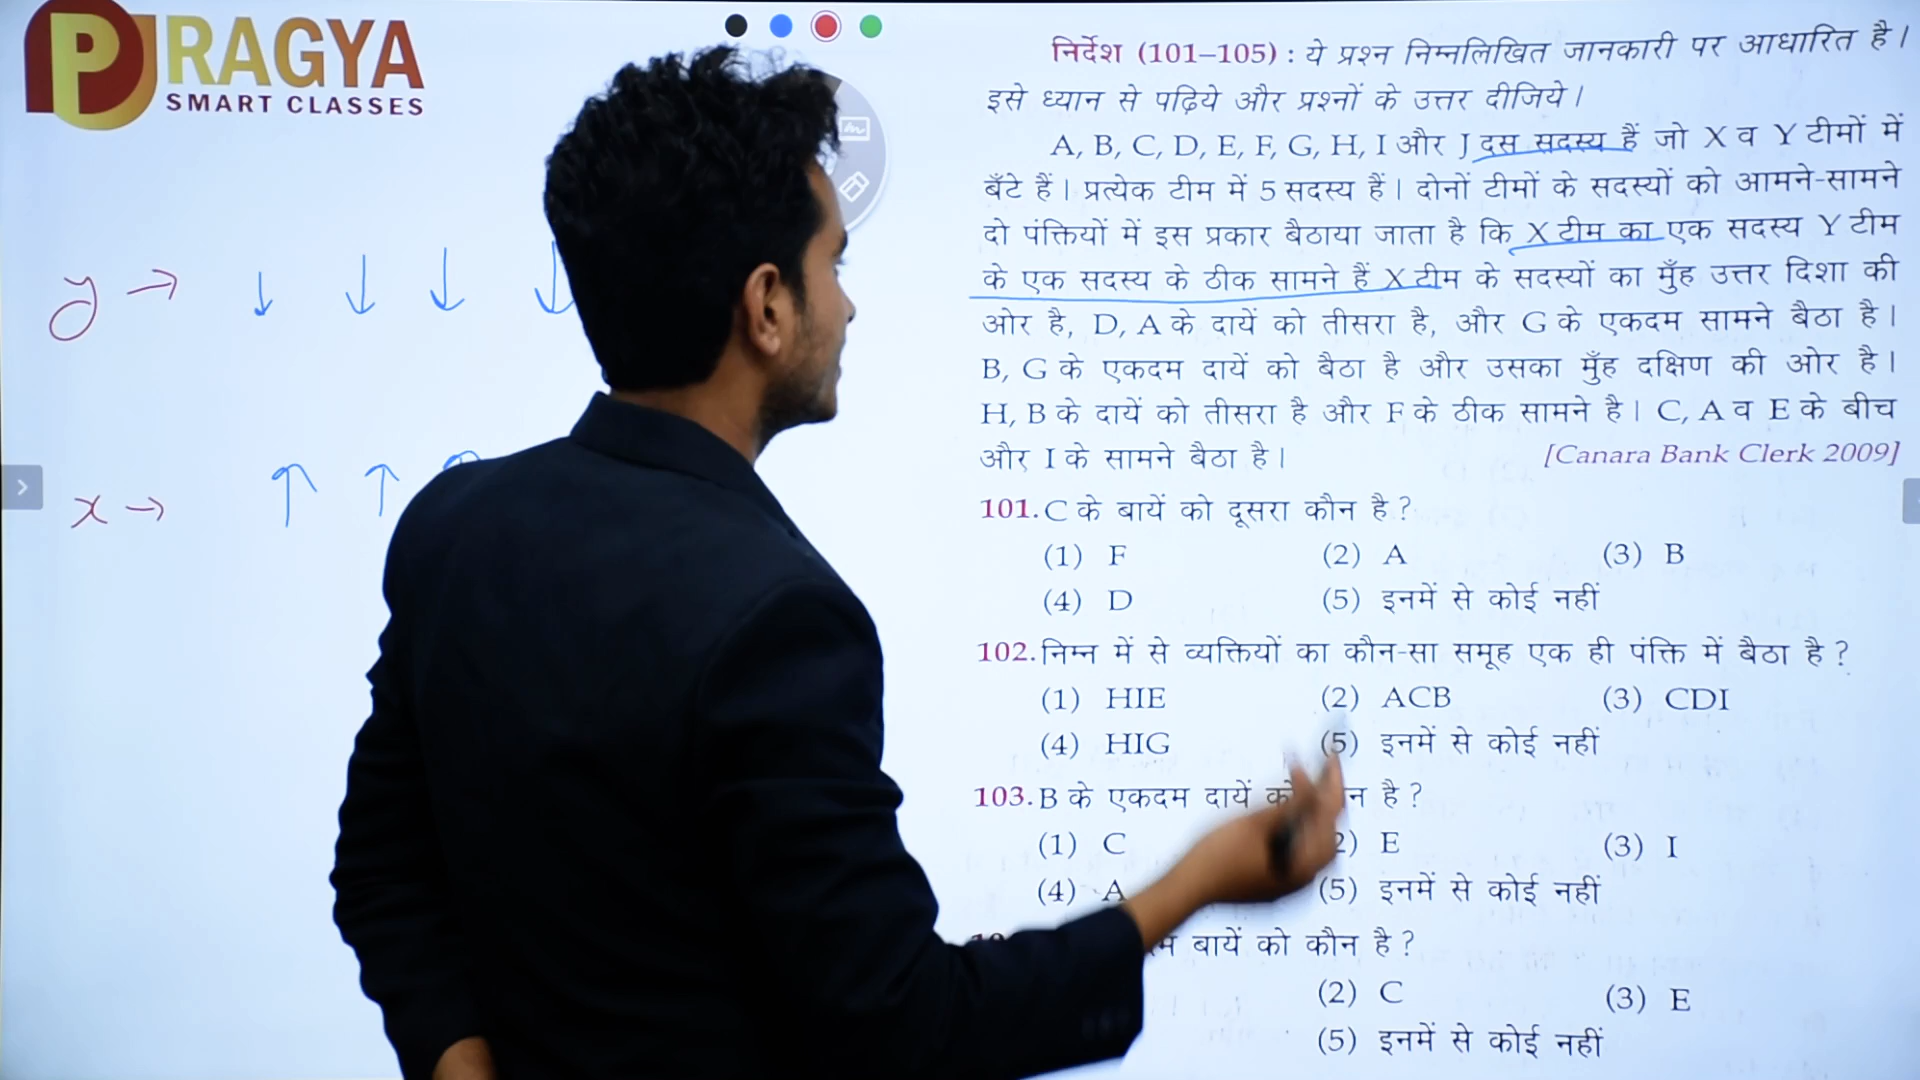 PRAGYA
SMART CLASSES
y →
x →
निर्देश (101–105) : ये प्रश्न निम्नलिखित जानकारी पर आधारित है।
इसे ध्यान से पढ़िये और प्रश्नों के उत्तर दीजिये।
A, B, C, D, E, F, G, H, I और J दस सदस्य हैं जो X व Y टीमों में
बँटे हैं। प्रत्येक टीम में 5 सदस्य हैं। दोनों टीमों के सदस्यों को आमने-सामने
दो पंक्तियों में इस प्रकार बैठाया जाता है कि X टीम का एक सदस्य Y टीम
के एक सदस्य के ठीक सामने हैं X टीम के सदस्यों का मुँह उत्तर दिशा की
ओर है, D, A के दायें को तीसरा है, और G के एकदम सामने बैठा है।
B, G के एकदम दायें को बैठा है और उसका मुँह दक्षिण की ओर है।
H, B के दायें को तीसरा है और F के ठीक सामने है। C, A व E के बीच
और I के सामने बैठा है।
[Canara Bank Clerk 2009]
101. C के बायें को दूसरा कौन है?
(1) F (2) A (3) B
(4) D (5) इनमें से कोई नहीं
102. निम्न में से व्यक्तियों का कौन-सा समूह एक ही पंक्ति में बैठा है?
(1) HIE (2) ACB (3) CDI
(4) HIG (5) इनमें से कोई नहीं
103. B के एकदम दायें है?
(1) C E (3) I
(4) A (5) इनमें से कोई नहीं
बायें को कौन है?
(2) C (3) E
(5) इनमें से कोई नहीं